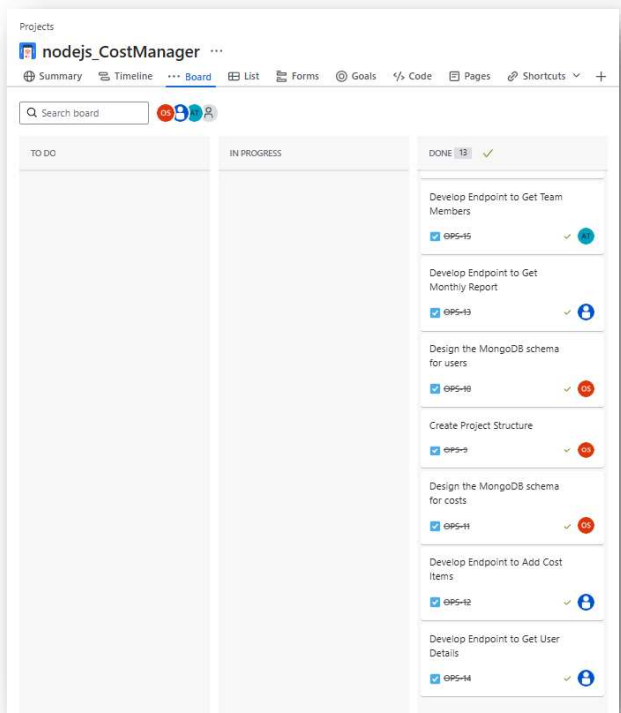 Projects
nodejs_CostManager
Summary Timeline Board List Forms Goals Code Pages Shortcuts
Search board
OS AT
TO DO
IN PROGRESS
DONE 13
Develop Endpoint to Get Team
Members
OPS-15 AT
Develop Endpoint to Get
Monthly Report
OPS-13
Design the MongoDB schema
for users
OPS-10 OS
Create Project Structure
OPS-9 OS
Design the MongoDB schema
for costs
OPS-11 OS
Develop Endpoint to Add Cost
Items
OPS-12
Develop Endpoint to Get User
Details
OPS-14